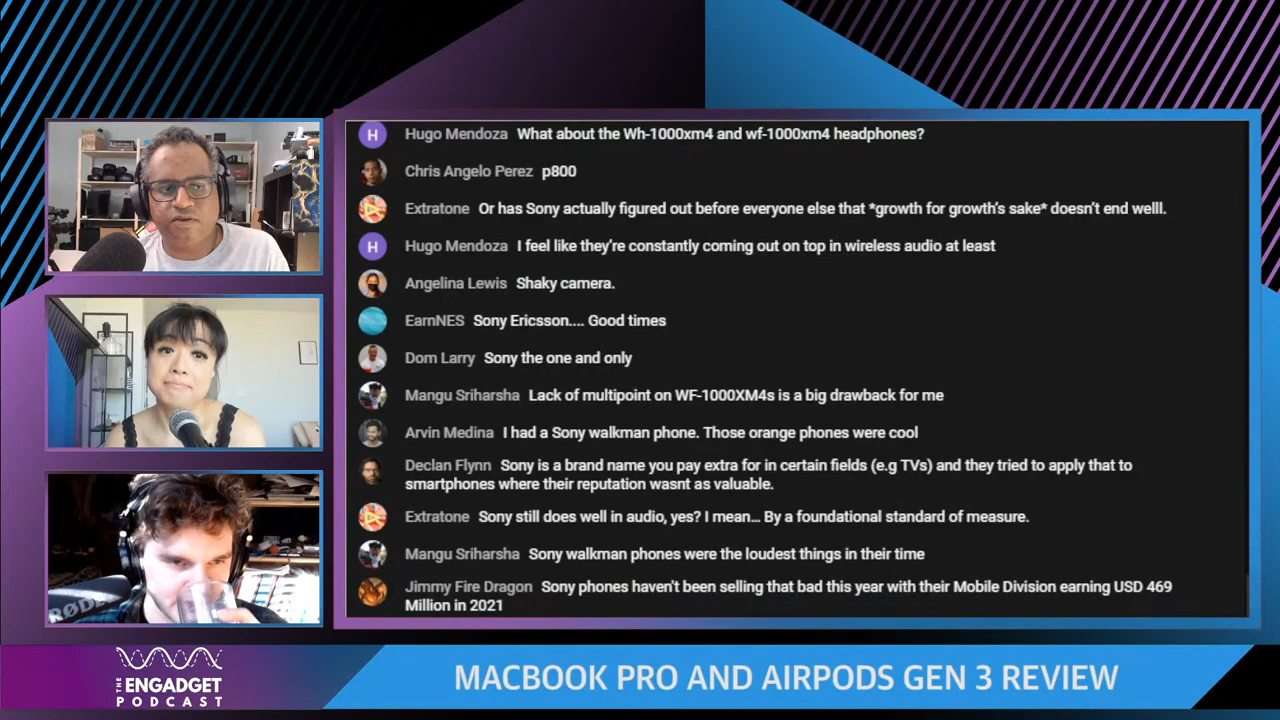 H Hugo Mendoza What about the Wh-1000xm4 and wf-1000xm4 headphones?
Chris Angelo Perez p800
Extratone Or has Sony actually figured out before everyone else that *growth for growth's sake* doesn't end welll.
H Hugo Mendoza I feel like they're constantly coming out on top in wireless audio at least
Angelina Lewis Shaky camera.
EarnNES Sony Ericsson.... Good times
Dom Larry Sony the one and only
Mangu Sriharsha Lack of multipoint on WF-1000XM4s is a big drawback for me
Arvin Medina I had a Sony walkman phone. Those orange phones were cool
Declan Flynn Sony is a brand name you pay extra for in certain fields (e.g TVs) and they tried to apply that to
smartphones where their reputation wasnt as valuable.
Extratone Sony still does well in audio, yes? I mean... By a foundational standard of measure.
Mangu Sriharsha Sony walkman phones were the loudest things in their time
Jimmy Fire Dragon Sony phones haven't been selling that bad this year with their Mobile Division earning USD 469
Million in 2021
RØDE
THE
ENGADGET
PODCAST
MACBOOK PRO AND AIRPODS GEN 3 REVIEW